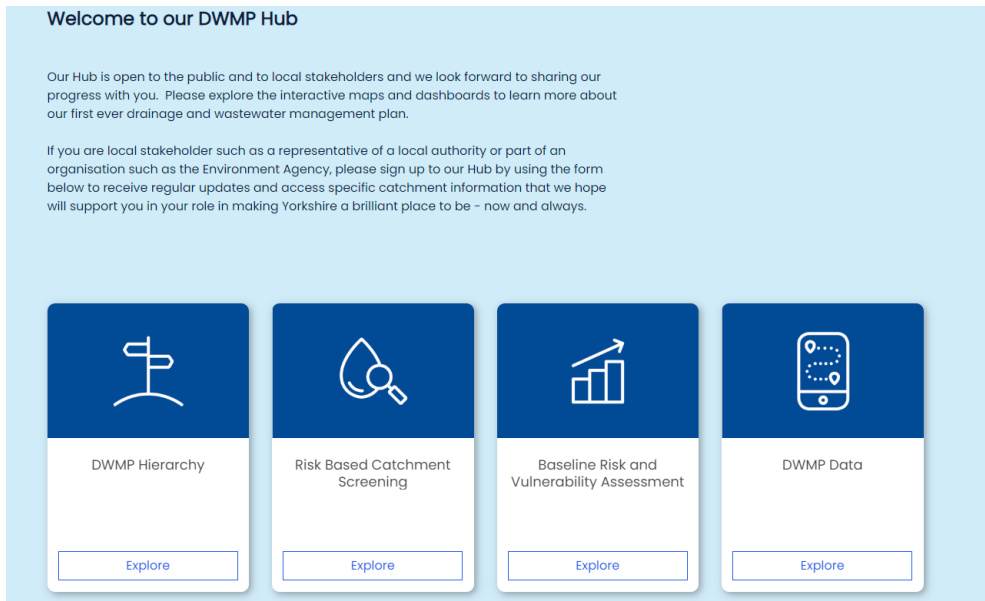 Welcome to our DWMP Hub
Our Hub is open to the public and to local stakeholders and we look forward to sharing our
progress with you.  Please explore the interactive maps and dashboards to learn more about
our first ever drainage and wastewater management plan.
If you are local stakeholder such as a representative of a local authority or part of an
organisation such as the Environment Agency, please sign up to our Hub by using the form
below to receive regular updates and access specific catchment information that we hope
will support you in your role in making Yorkshire a brilliant place to be - now and always.
DWMP Hierarchy
Explore
Risk Based Catchment
Screening
Explore
Baseline Risk and
Vulnerability Assessment
Explore
DWMP Data
Explore